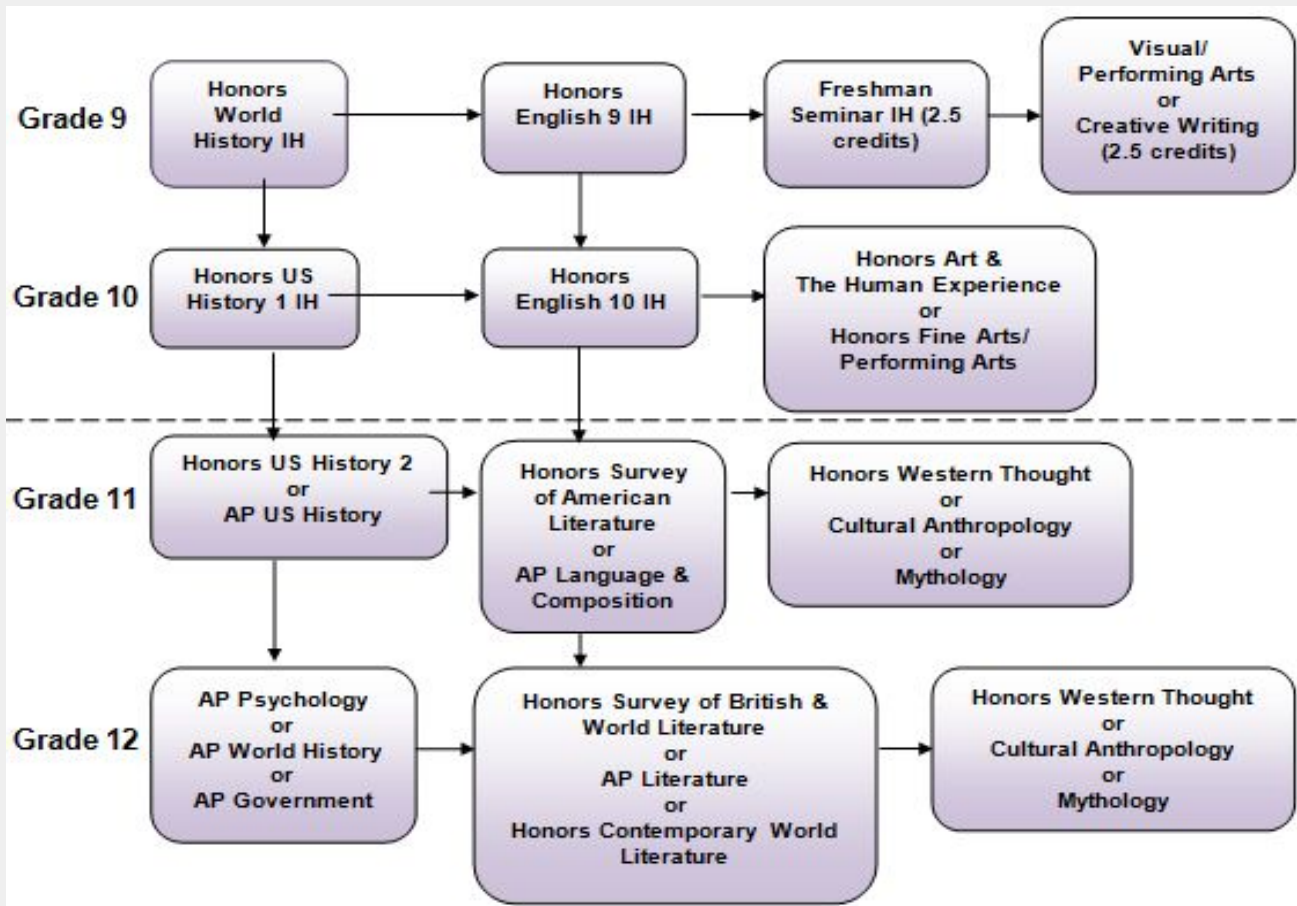 Grade 9
Honors
World
History IH
Honors
English 9 IH
Freshman
Seminar IH (2.5
credits)
Visual/
Performing Arts
or
Creative Writing
(2.5 credits)
Grade 10
Honors US
History 1 IH
Honors
English 10 IH
Honors Art &
The Human Experience
or
Honors Fine Arts/
Performing Arts
Grade 11
Honors US History 2
or
AP US History
Honors Survey
of American
Literature
or
AP Language &
Composition
Honors Western Thought
or
Cultural Anthropology
or
Mythology
Grade 12
AP Psychology
or
AP World History
or
AP Government
Honors Survey of British &
World Literature
or
AP Literature
or
Honors Contemporary World
Literature
Honors Western Thought
or
Cultural Anthropology
or
Mythology